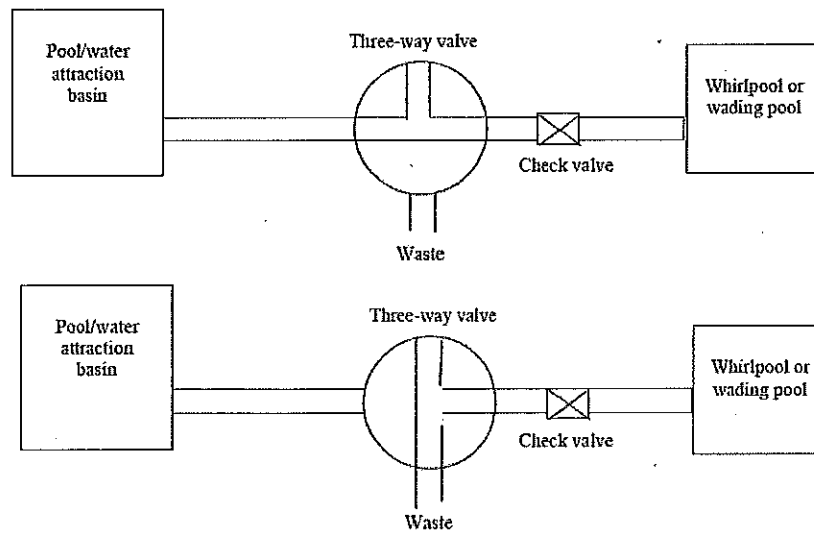 Pool/water
attraction
basin
Three-way valve
Whirlpool or
wading pool
Check valve
Waste
Pool/water
attraction
basin
Three-way valve
Whirlpool or
wading pool
Check valve
Waste